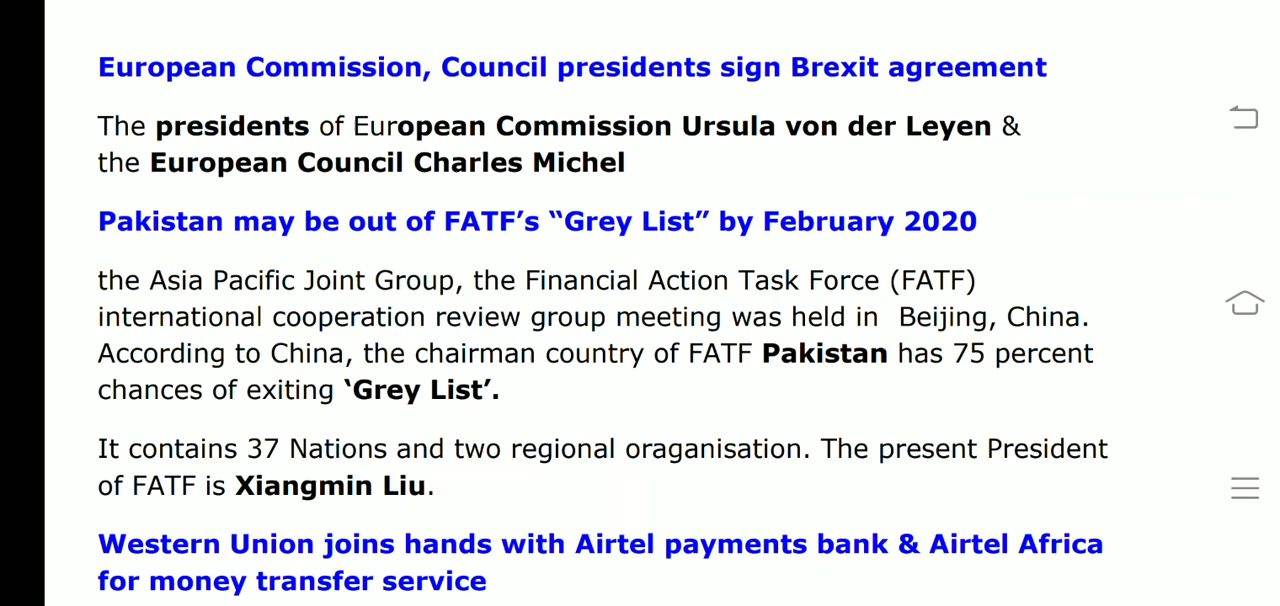 European Commission, Council presidents sign Brexit agreement
The presidents of European Commission Ursula von der Leyen &
the European Council Charles Michel
Pakistan may be out of FATF’s “Grey List” by February 2020
the Asia Pacific Joint Group, the Financial Action Task Force (FATF)
international cooperation review group meeting was held in  Beijing, China.
According to China, the chairman country of FATF Pakistan has 75 percent
chances of exiting ‘Grey List’.
It contains 37 Nations and two regional oraganisation. The present President
of FATF is Xiangmin Liu.
Western Union joins hands with Airtel payments bank & Airtel Africa
for money transfer service